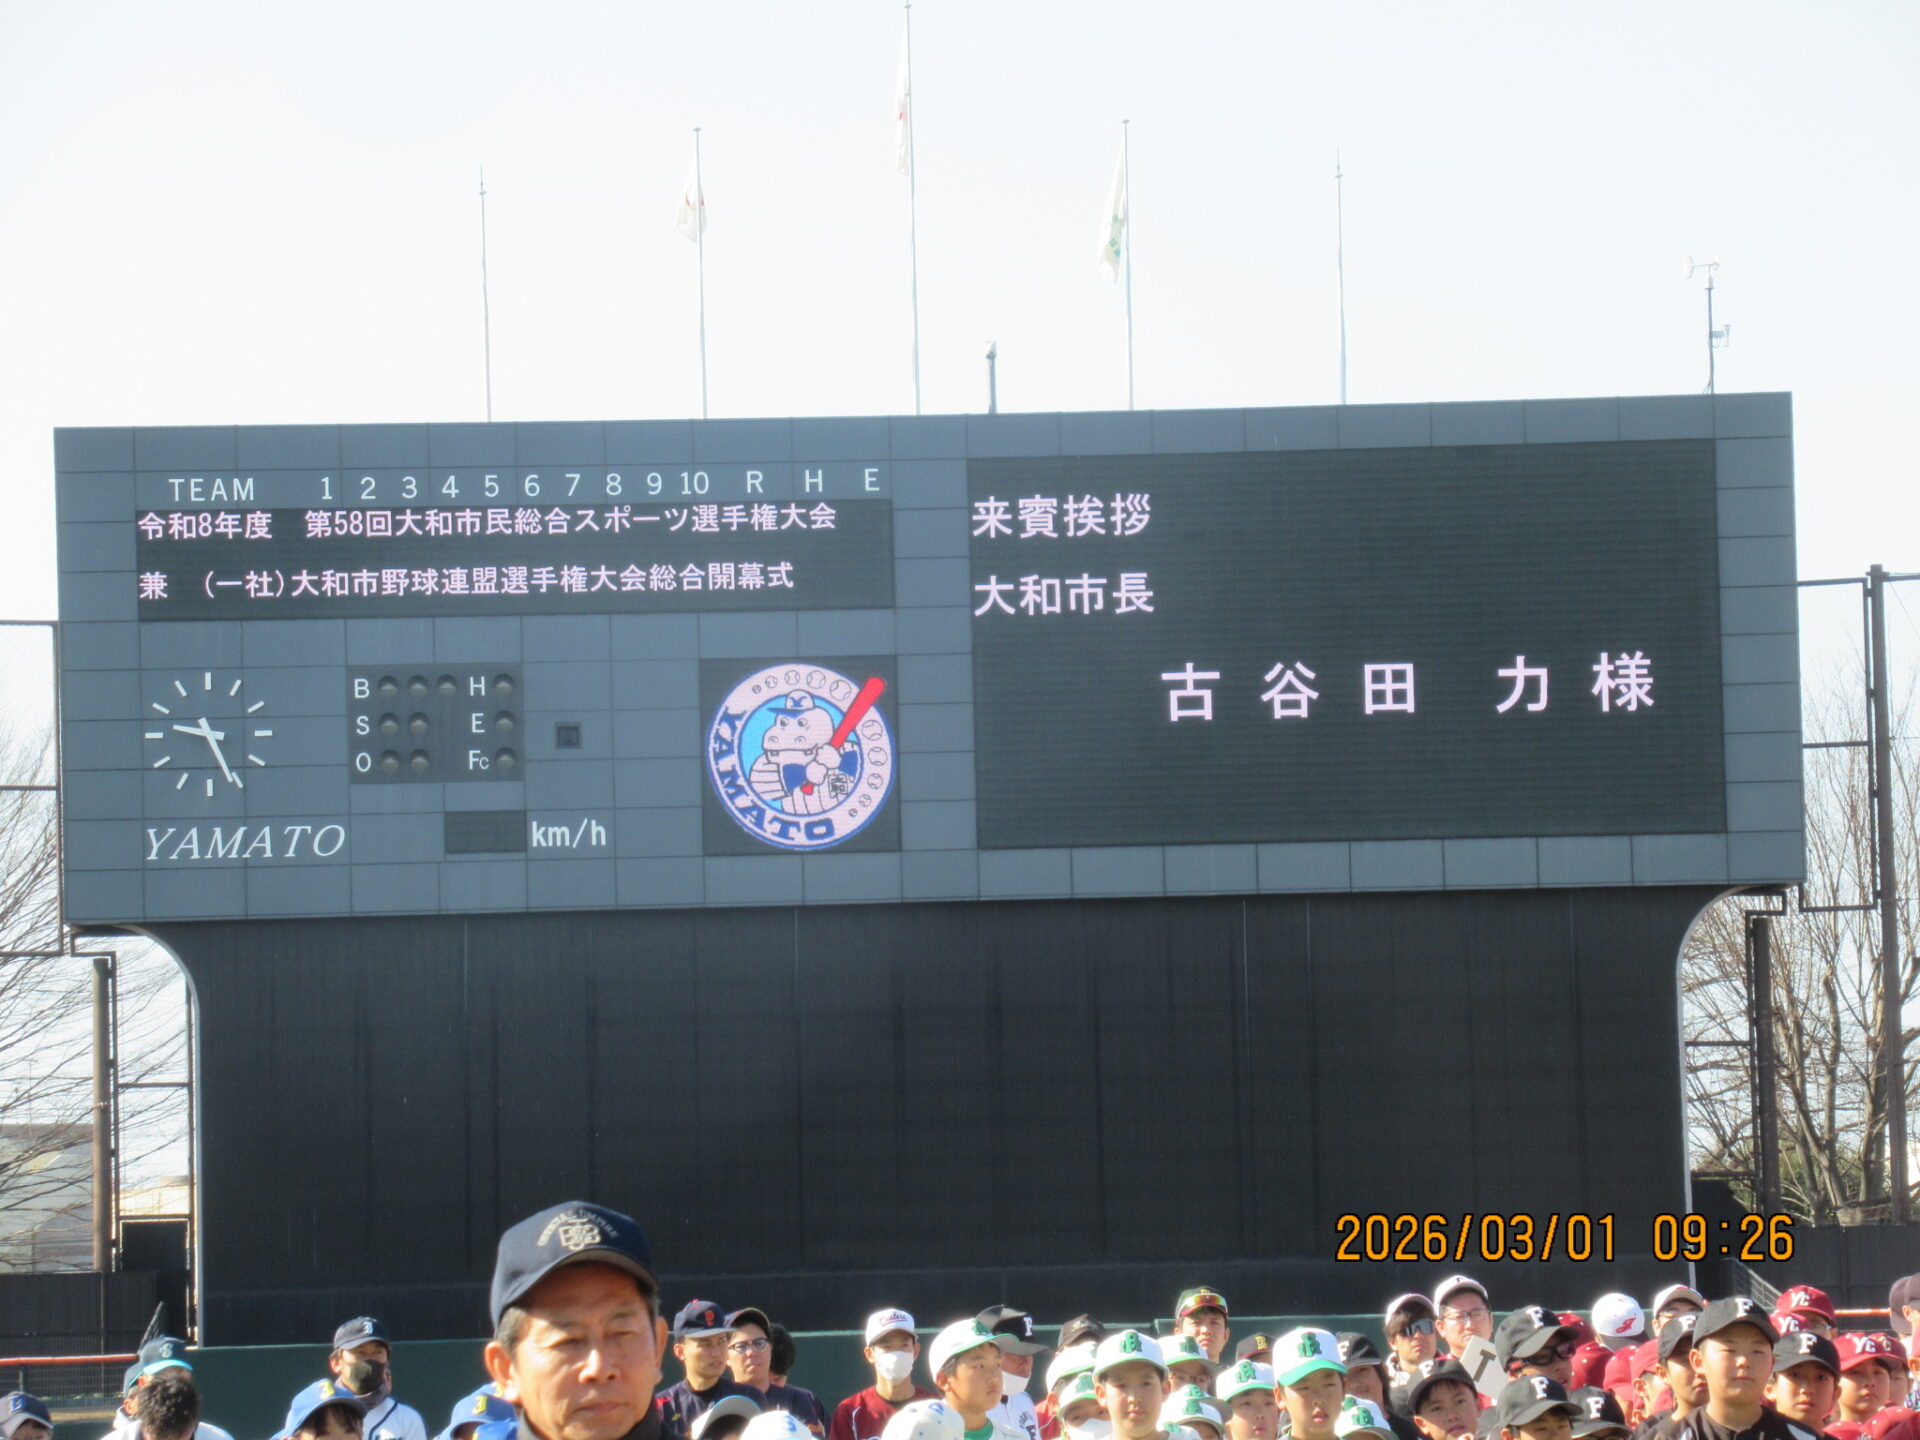 TEAM 1 2 3 4 5 6 7 8 9 10 R H E
令和8年度　第58回大和市民総合スポーツ選手権大会
兼　(一社)大和市野球連盟選手権大会総合開幕式
来賓挨拶
大和市長
古谷田　力様
B H
S E
O Fc
YAMATO
km/h
YAMATO
大和
2026/03/01 09:26